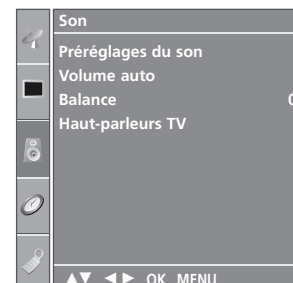 Son
Préréglages du son
Volume auto
Balance 0
Haut-parleurs TV
▲▼ ◄► OK MENU